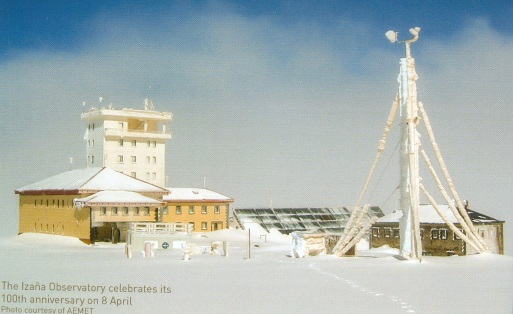 The Izaña Observatory celebrates its
100th anniversary on 8 April
Photo courtesy of AEMET